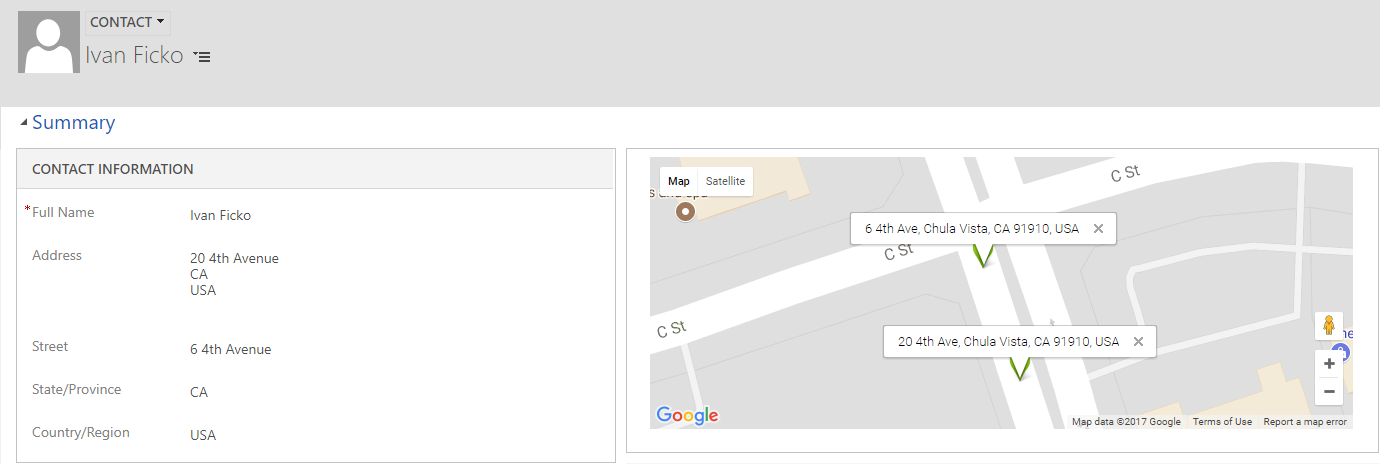 CONTACT
Ivan Ficko
Summary
CONTACT INFORMATION
* Full Name
Ivan Ficko
Address
20 4th Avenue
CA
USA
Street
6 4th Avenue
State/Province
CA
Country/Region
USA
Map
Satellite
C St
6 4th Ave, Chula Vista, CA 91910, USA
C St
C St
20 4th Ave, Chula Vista, CA 91910, USA
Google
Map data ©2017 Google
Terms of Use
Report a map error